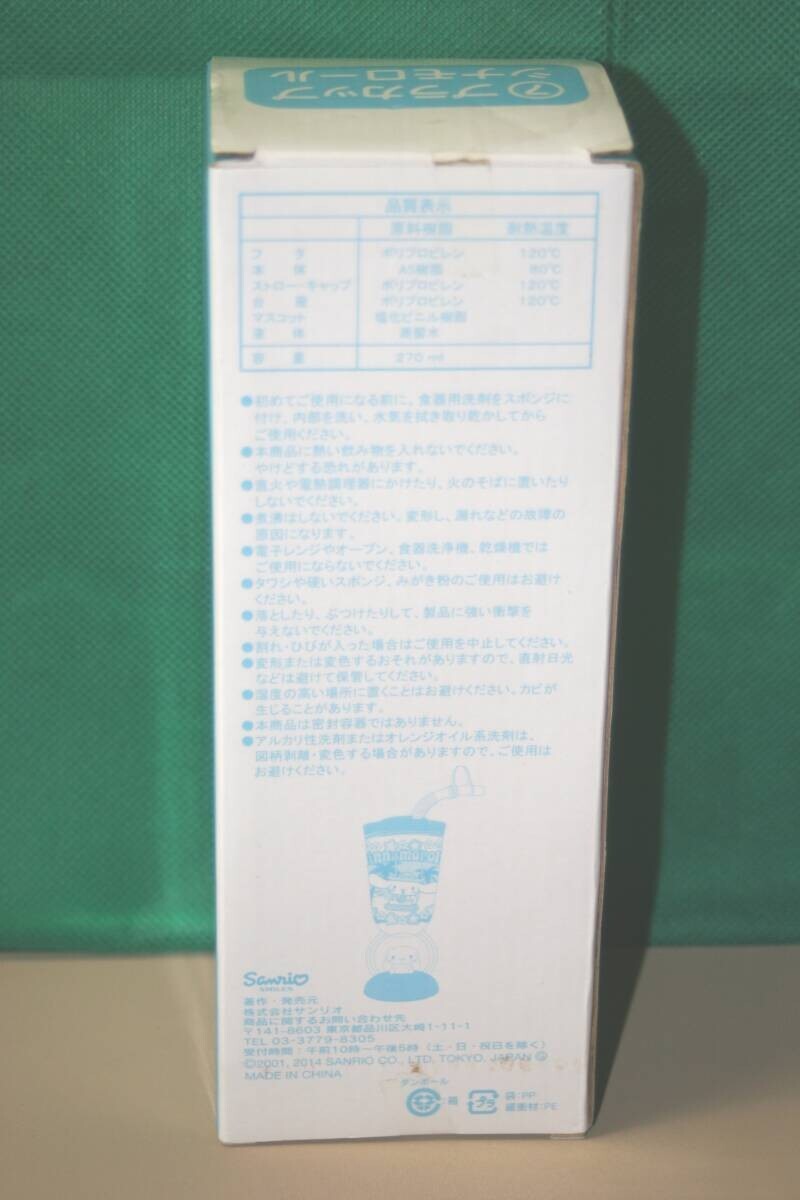 ⑦プラカップ
シナモロール
品質表示
原料樹脂 耐熱温度
フタ ポリプロピレン 120℃
本体 AS樹脂 80℃
ストロー・キャップ ポリプロピレン 120℃
台座 ポリプロピレン 120℃
マスコット 塩化ビニル樹脂
液体 蒸留水
容量 270 ml
●初めてご使用になる前に、食器用洗剤をスポンジに
付け、内部を洗い、水気を拭き取り乾かしてから
ご使用ください。
●本商品に熱い飲み物を入れないでください。
やけどする恐れがあります。
●直火や電熱調理器にかけたり、火のそばに置いたり
しないでください。
●煮沸はしないでください。変形し、漏れなどの故障の
原因になります。
●電子レンジやオーブン、食器洗浄機、乾燥機では
ご使用にならないでください。
●タワシや硬いスポンジ、みがき粉のご使用はお避け
ください。
●落としたり、ぶつけたりして、製品に強い衝撃を
与えないでください。
●割れ・ひびが入った場合はご使用を中止してください。
●変形または変色するおそれがありますので、直射日光
などは避けて保管してください。
●湿度の高い場所に置くことはお避けください。カビが
生じることがあります。
●本商品は密封容器ではありません。
●アルカリ性洗剤またはオレンジオイル系洗剤は、
図柄剥離・変色する場合がありますので、ご使用は
お避けください。
Sanrio
SMILES
著作・発売元
株式会社サンリオ
商品に関するお問い合わせ先
〒141-8603 東京都品川区大崎1-11-1
TEL 03-3779-8305
受付時間：午前10時〜午後5時（土・日・祝日を除く）
©2001, 2014 SANRIO CO., LTD. TOKYO, JAPAN Ⓖ
MADE IN CHINA
ダンボール
：箱 プラ 袋：PP
緩衝材：PE